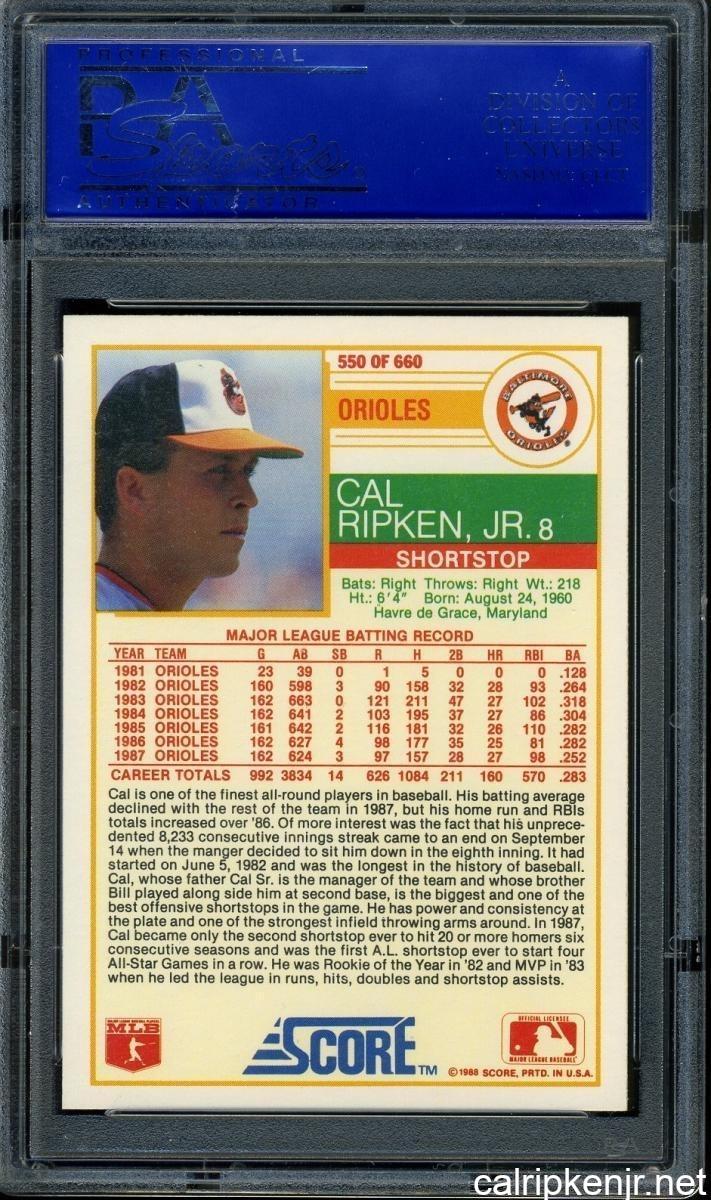 PROFESSIONAL
PSA
Sports
AUTHENTICATOR
A
DIVISION OF
COLLECTORS
UNIVERSE
NASDAQ: CLCT
550 OF 660
ORIOLES
BALTIMORE
ORIOLES
CAL
RIPKEN, JR. 8
SHORTSTOP
Bats: Right Throws: Right Wt.: 218
Ht.: 6'4" Born: August 24, 1960
Havre de Grace, Maryland
MAJOR LEAGUE BATTING RECORD
YEAR TEAM G AB SB R H 2B HR RBI BA
1981 ORIOLES 23 39 0 1 5 0 0 0 .128
1982 ORIOLES 160 598 3 90 158 32 28 93 .264
1983 ORIOLES 162 663 0 121 211 47 27 102 .318
1984 ORIOLES 162 641 2 103 195 37 27 86 .304
1985 ORIOLES 161 642 2 116 181 32 26 110 .282
1986 ORIOLES 162 627 4 98 177 35 25 81 .282
1987 ORIOLES 162 624 3 97 157 28 27 98 .252
CAREER TOTALS 992 3834 14 626 1084 211 160 570 .283
Cal is one of the finest all-round players in baseball. His batting average
declined with the rest of the team in 1987, but his home run and RBIs
totals increased over '86. Of more interest was the fact that his unprece-
dented 8,233 consecutive innings streak came to an end on September
14 when the manger decided to sit him down in the eighth inning. It had
started on June 5, 1982 and was the longest in the history of baseball.
Cal, whose father Cal Sr. is the manager of the team and whose brother
Bill played along side him at second base, is the biggest and one of the
best offensive shortstops in the game. He has power and consistency at
the plate and one of the strongest infield throwing arms around. In 1987,
Cal became only the second shortstop ever to hit 20 or more homers six
consecutive seasons and was the first A.L. shortstop ever to start four
All-Star Games in a row. He was Rookie of the Year in '82 and MVP in '83
when he led the league in runs, hits, doubles and shortstop assists.
MAJOR LEAGUE BASEBALL PLAYERS
MLB
SCORE TM
OFFICIAL LICENSEE
MAJOR LEAGUE BASEBALL
©1988 SCORE, PRTD. IN U.S.A.
PSA
calripkenjr.net